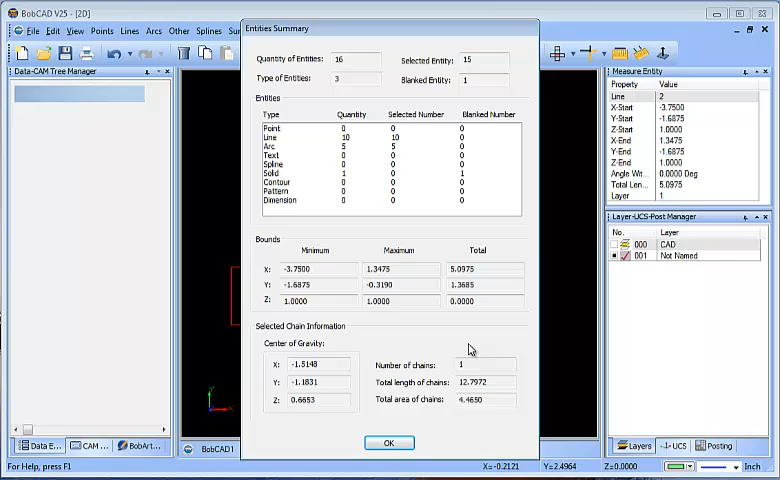 BobCAD V25 - [2D]
File Edit View Points Lines Arcs Other Splines Su
Data-CAM Tree Manager
Data E...
CAM ...
BobArt...
BobCAD1
Entities Summary
Quantity of Entities: 16 Selected Entity: 15
Type of Entities: 3 Blanked Entity: 1
Entities
Type Quantity Selected Number Blanked Number
Point 0 0 0
Line 10 10 0
Arc 5 5 0
Text 0 0 0
Spline 0 0 0
Solid 1 0 1
Contour 0 0 0
Pattern 0 0 0
Dimension 0 0 0
Bounds
Minimum Maximum Total
X: -3.7500 1.3475 5.0975
Y: -1.6875 -0.3190 1.3685
Z: 1.0000 1.0000 0.0000
Selected Chain Information
Center of Gravity:
X: -1.5148
Y: -1.1831
Z: 0.6653
Number of chains: 1
Total length of chains: 12.7972
Total area of chains: 4.4650
OK
Measure Entity
Property Value
Line 2
X-Start -3.7500
Y-Start -1.6875
Z-Start 1.0000
X-End 1.3475
Y-End -1.6875
Z-End 1.0000
Angle Wit... 0.0000 Deg
Total Len... 5.0975
Layer 1
Layer-UCS-Post Manager
No. Layer
000 CAD
001 Not Named
Layers UCS Posting
For Help, press F1 X=-0.2121 Y=2.4964 Z=0.0000 Inch